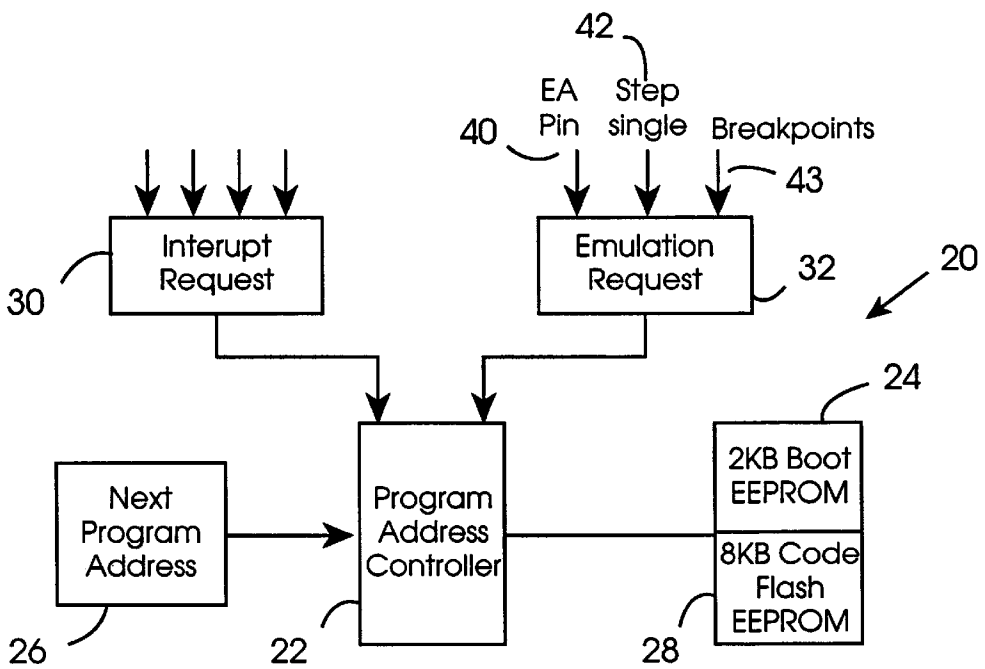 42
EA
Pin
Step
single
Breakpoints
40
43
Interupt
Request
Emulation
Request
30
32
20
24
Next
Program
Address
Program
Address
Controller
2KB Boot
EEPROM
8KB Code
Flash
EEPROM
26
22
28